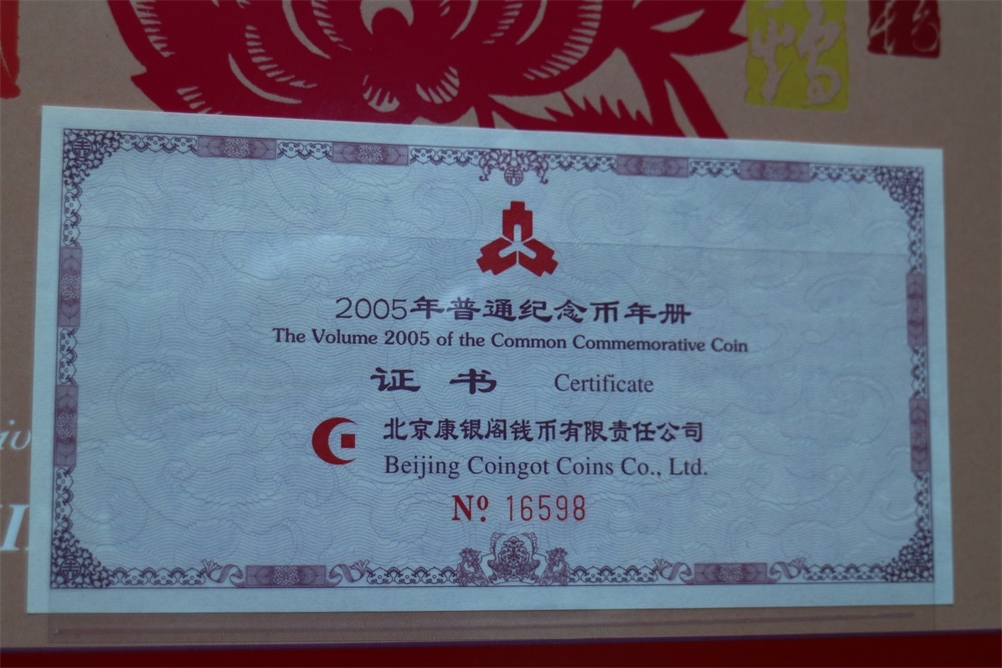 2005年普通纪念币年册
The Volume 2005 of the Common Commemorative Coin
证书 Certificate
北京康银阁钱币有限责任公司
Beijing Coingot Coins Co., Ltd.
Nº 16598